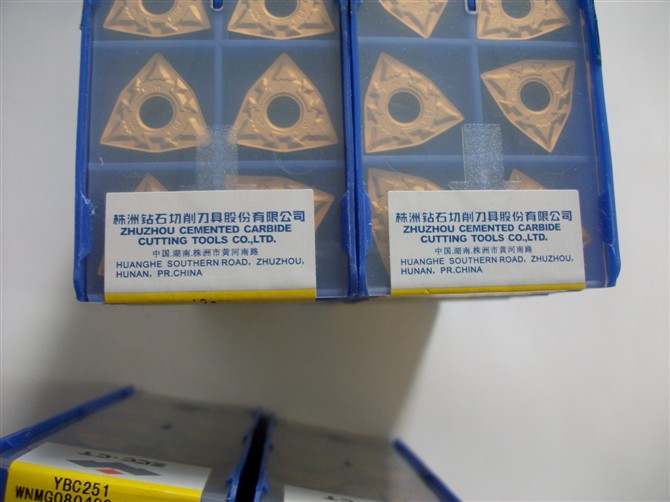 株洲钻石切削刀具股份有限公司
ZHUZHOU CEMENTED CARBIDE
CUTTING TOOLS CO.,LTD.
中国.湖南.株洲市黄河南路
HUANGHE SOUTHERN ROAD, ZHUZHOU,
HUNAN, PR.CHINA
株洲钻石切削刀具股份有限公司
ZHUZHOU CEMENTED CARBIDE
CUTTING TOOLS CO.,LTD.
中国.湖南.株洲市黄河南路
HUANGHE SOUTHERN ROAD, ZHUZHOU,
HUNAN, PR.CHINA
ZCC·CT
YBC251